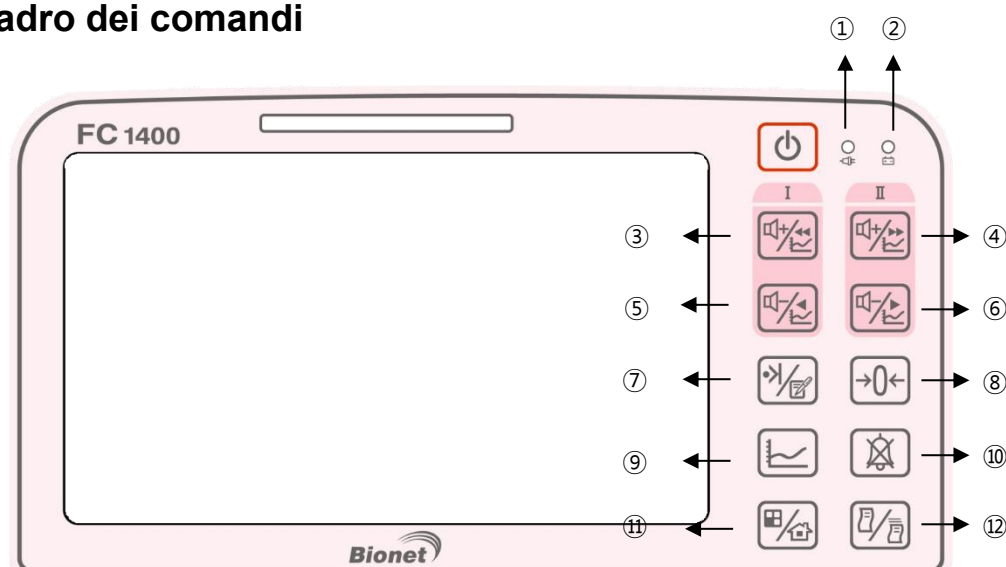 adro dei comandi
① ②
FC 1400
I II
③ ④
⑤ ⑥
⑦ →0← ⑧
⑨ ⑩
⑪ ⑫
Bionet